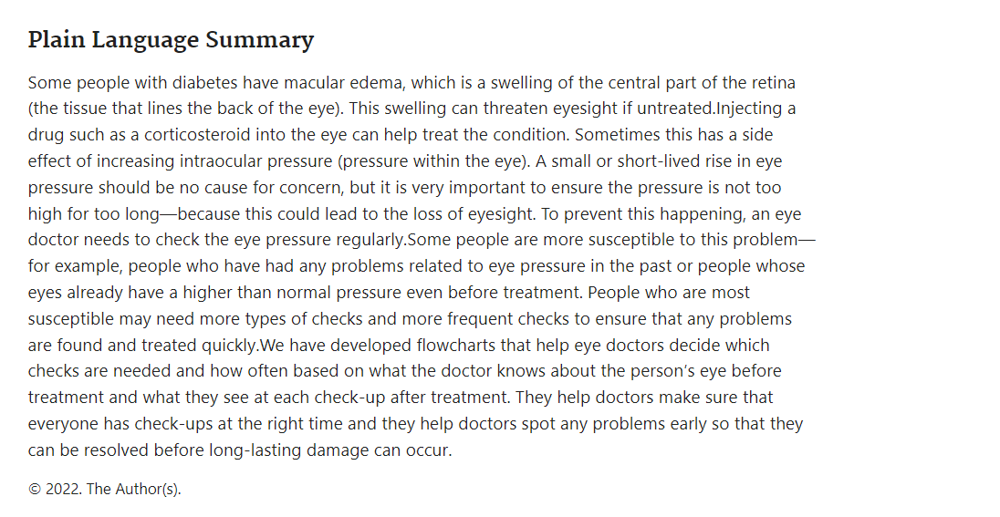 Plain Language Summary
Some people with diabetes have macular edema, which is a swelling of the central part of the retina
(the tissue that lines the back of the eye). This swelling can threaten eyesight if untreated.Injecting a
drug such as a corticosteroid into the eye can help treat the condition. Sometimes this has a side
effect of increasing intraocular pressure (pressure within the eye). A small or short-lived rise in eye
pressure should be no cause for concern, but it is very important to ensure the pressure is not too
high for too long—because this could lead to the loss of eyesight. To prevent this happening, an eye
doctor needs to check the eye pressure regularly.Some people are more susceptible to this problem—
for example, people who have had any problems related to eye pressure in the past or people whose
eyes already have a higher than normal pressure even before treatment. People who are most
susceptible may need more types of checks and more frequent checks to ensure that any problems
are found and treated quickly.We have developed flowcharts that help eye doctors decide which
checks are needed and how often based on what the doctor knows about the person's eye before
treatment and what they see at each check-up after treatment. They help doctors make sure that
everyone has check-ups at the right time and they help doctors spot any problems early so that they
can be resolved before long-lasting damage can occur.
© 2022. The Author(s).